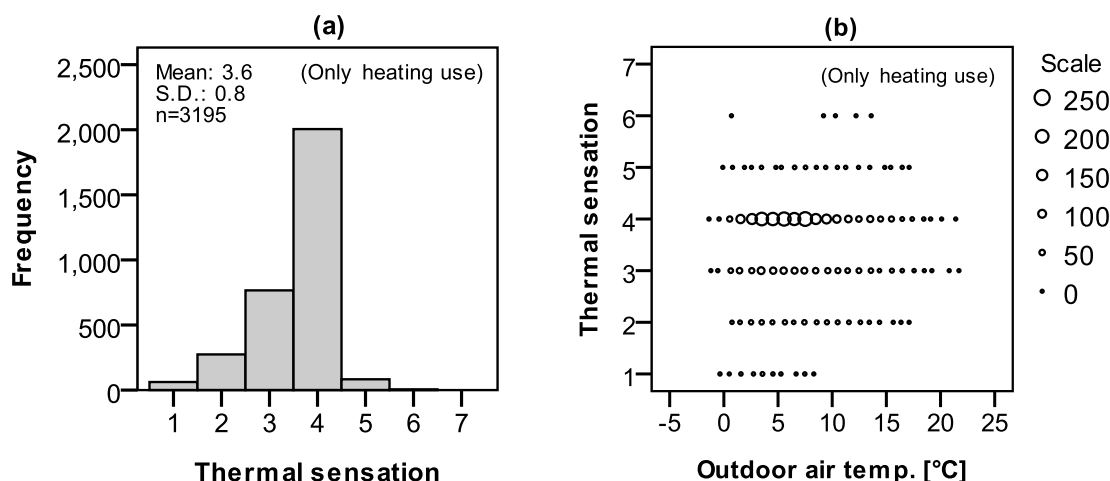 (a)
Mean: 3.6
S.D.: 0.8
n=3195
(Only heating use)
Frequency
2,500
2,000
1,500
1,000
500
0
1 2 3 4 5 6 7
Thermal sensation
(b)
(Only heating use)
Thermal sensation
7
6
5
4
3
2
1
-5 0 5 10 15 20 25
Outdoor air temp. [°C]
Scale
250
200
150
100
50
0